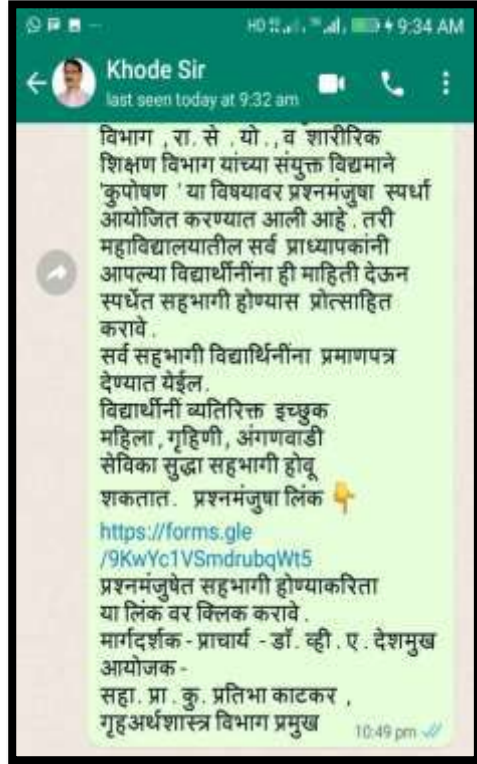 9:34 AM
Khode Sir
last seen today at 9:32 am
विभाग , रा. से . यो . , व शारीरिक
शिक्षण विभाग यांच्या संयुक्त विद्यमाने
'कुपोषण ' या विषयावर प्रश्नमंजुषा स्पर्धा
आयोजित करण्यात आली आहे . तरी
महाविद्यालयातील सर्व प्राध्यापकांनी
आपल्या विद्यार्थीनींना ही माहिती देऊन
स्पर्धेत सहभागी होण्यास प्रोत्साहित
करावे .
सर्व सहभागी विद्यार्थिनींना प्रमाणपत्र
देण्यात येईल.
विद्यार्थीनीं व्यतिरिक्त इच्छुक
महिला , गृहिणी , अंगणवाडी
सेविका सुद्धा सहभागी होवू
शकतात . प्रश्नमंजुषा लिंक 👇
https://forms.gle
/9KwYc1VSmdrubqWt5
प्रश्नमंजुषेत सहभागी होण्याकरिता
या लिंक वर क्लिक करावे .
मार्गदर्शक - प्राचार्य - डॉ . व्ही . ए . देशमुख
आयोजक -
सहा. प्रा . कु . प्रतिभा काटकर ,
गृहअर्थशास्त्र विभाग प्रमुख
10:49 pm